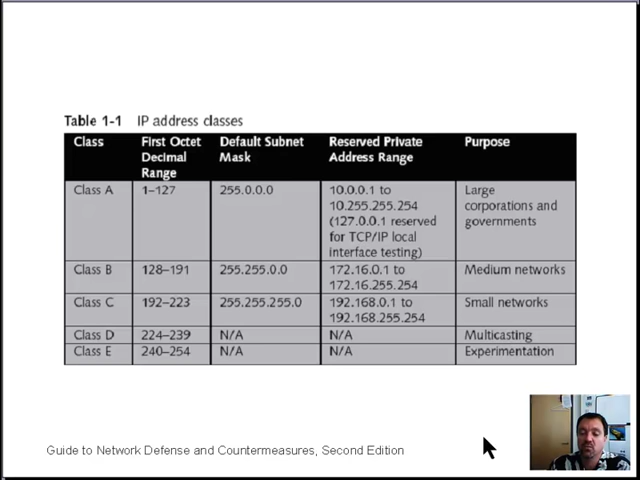 Table 1-1 IP address classes
Class First Octet Decimal Range Default Subnet Mask Reserved Private Address Range Purpose
Class A 1–127 255.0.0.0 10.0.0.1 to 10.255.255.254 (127.0.0.1 reserved for TCP/IP local interface testing) Large corporations and governments
Class B 128–191 255.255.0.0 172.16.0.1 to 172.16.255.254 Medium networks
Class C 192–223 255.255.255.0 192.168.0.1 to 192.168.255.254 Small networks
Class D 224–239 N/A N/A Multicasting
Class E 240–254 N/A N/A Experimentation
Guide to Network Defense and Countermeasures, Second Edition